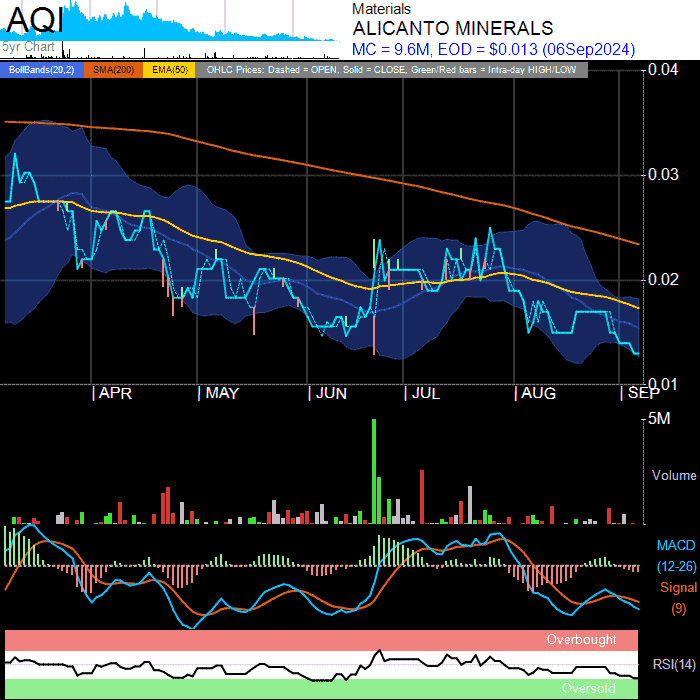 AQI
5yr Chart
Materials
ALICANTO MINERALS
MC = 9.6M, EOD = $0.013 (06Sep2024)
BollBands(20,2) SMA(200) EMA(50) OHLC Prices: Dashed = OPEN, Solid = CLOSE, Green/Red bars = Intra-day HIGH/LOW
0.04
0.03
0.02
0.01
APR MAY JUN JUL AUG SEP
5M
Volume
MACD
(12-26)
Signal
(9)
Overbought
RSI(14)
Oversold